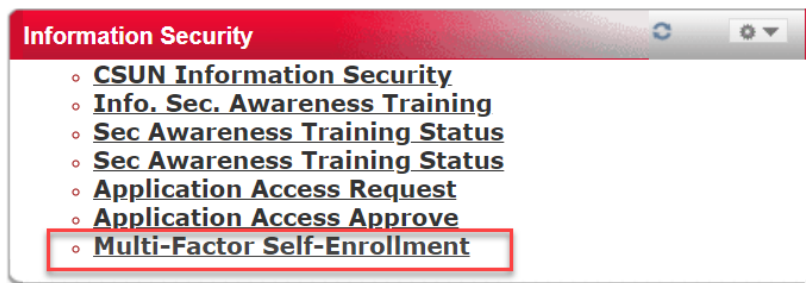 Information Security
CSUN Information Security
Info. Sec. Awareness Training
Sec Awareness Training Status
Sec Awareness Training Status
Application Access Request
Application Access Approve
Multi-Factor Self-Enrollment